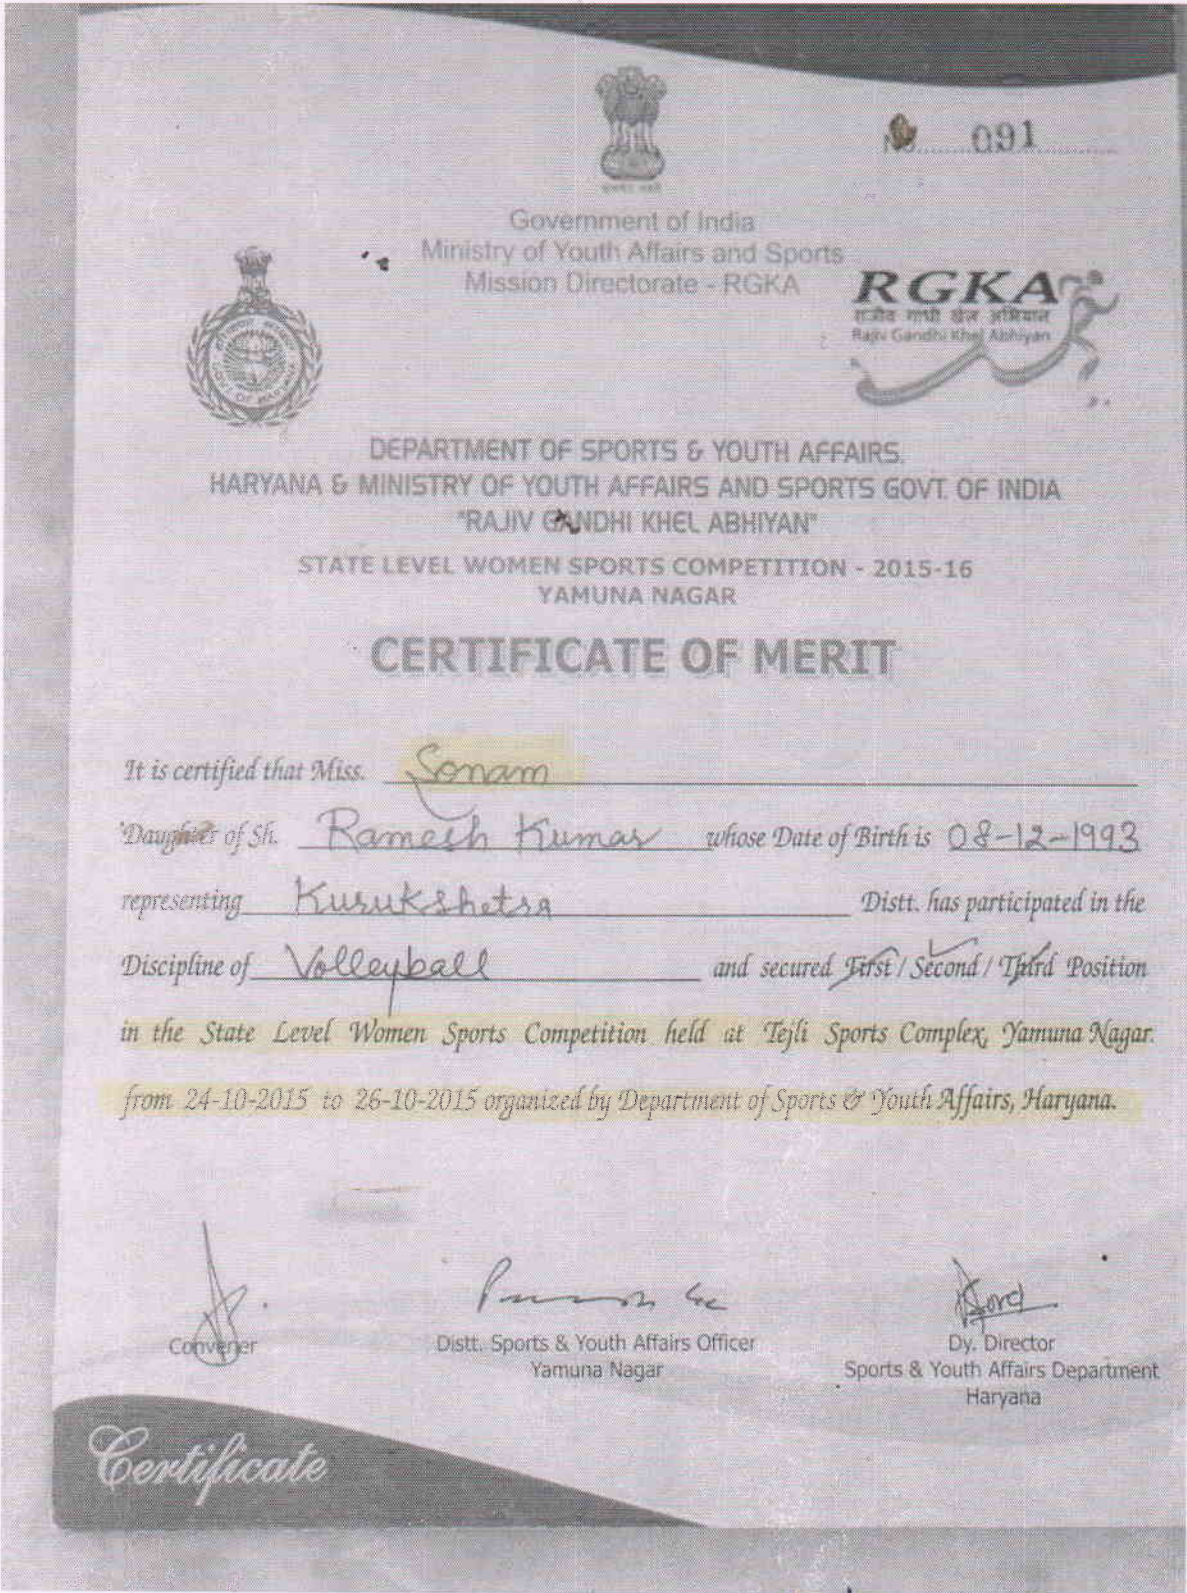 No. 091
Government of India
Ministry of Youth Affairs and Sports
Mission Directorate - RGKA
RGKA
राजीव गांधी खेल अभियान
Rajiv Gandhi Khel Abhiyan
DEPARTMENT OF SPORTS & YOUTH AFFAIRS.
HARYANA & MINISTRY OF YOUTH AFFAIRS AND SPORTS GOVT. OF INDIA
"RAJIV GANDHI KHEL ABHIYAN"
STATE LEVEL WOMEN SPORTS COMPETITION - 2015-16
YAMUNA NAGAR
CERTIFICATE OF MERIT
It is certified that Miss. Sonam
Daughter of Sh. Ramesh Kumar whose Date of Birth is 08-12-1993
representing Kurukshetra Distt. has participated in the
Discipline of Volleyball and secured First / Second / Third Position
in the State Level Women Sports Competition held at Tejli Sports Complex, Yamuna Nagar.
from 24-10-2015 to 26-10-2015 organized by Department of Sports & Youth Affairs, Haryana.
Convener
Distt. Sports & Youth Affairs Officer
Yamuna Nagar
Dy. Director
Sports & Youth Affairs Department
Haryana
Certificate